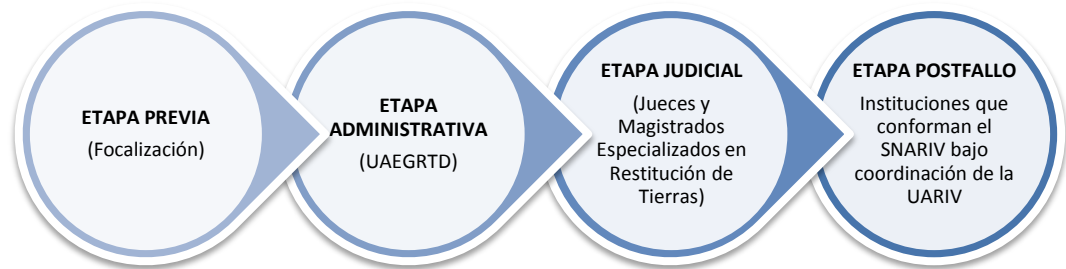 ETAPA PREVIA
(Focalización)
ETAPA
ADMINISTRATIVA
(UAEGRTD)
ETAPA JUDICIAL
(Jueces y
Magistrados
Especializados en
Restitución de
Tierras)
ETAPA POSTFALLO
Instituciones que
conforman el
SNARIV bajo
coordinación de la
UARIV